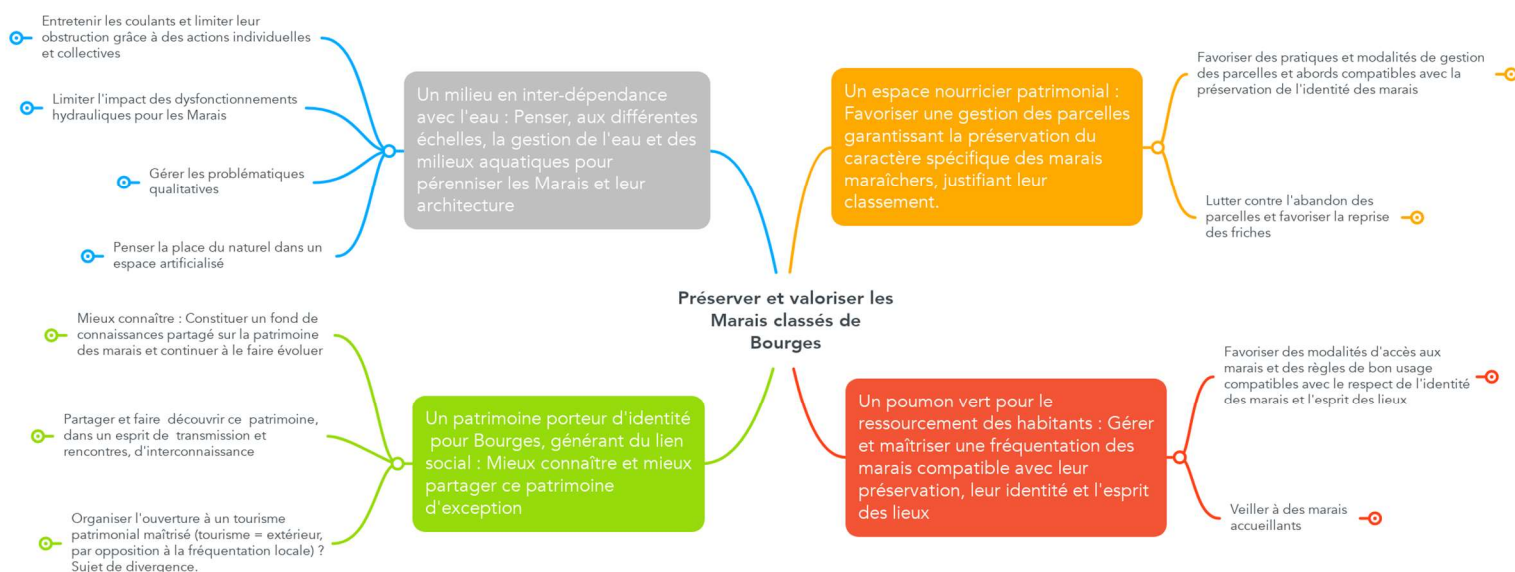 Entretenir les coulants et limiter leur
obstruction grâce à des actions individuelles
et collectives
Limiter l'impact des dysfonctionnements
hydrauliques pour les Marais
Gérer les problématiques
qualitatives
Penser la place du naturel dans un
espace artificialisé
Un milieu en inter-dépendance
avec l'eau : Penser, aux différentes
échelles, la gestion de l'eau et des
milieux aquatiques pour
pérenniser les Marais et leur
architecture
Un espace nourricier patrimonial :
Favoriser une gestion des parcelles
garantissant la préservation du
caractère spécifique des marais
maraîchers, justifiant leur
classement.
Favoriser des pratiques et modalités de gestion
des parcelles et abords compatibles avec la
préservation de l'identité des marais
Lutter contre l'abandon des
parcelles et favoriser la reprise
des friches
Préserver et valoriser les
Marais classés de
Bourges
Mieux connaître : Constituer un fond de
connaissances partagé sur la patrimoine
des marais et continuer à le faire évoluer
Partager et faire découvrir ce patrimoine,
dans un esprit de transmission et
rencontres, d'interconnaissance
Organiser l'ouverture à un tourisme
patrimonial maîtrisé (tourisme = extérieur,
par opposition à la fréquentation locale) ?
Sujet de divergence.
Un patrimoine porteur d'identité
pour Bourges, générant du lien
social : Mieux connaître et mieux
partager ce patrimoine
d'exception
Un poumon vert pour le
ressourcement des habitants : Gérer
et maîtriser une fréquentation des
marais compatible avec leur
préservation, leur identité et l'esprit
des lieux
Favoriser des modalités d'accès aux
marais et des règles de bon usage
compatibles avec le respect de l'identité
des marais et l'esprit des lieux
Veiller à des marais
accueillants